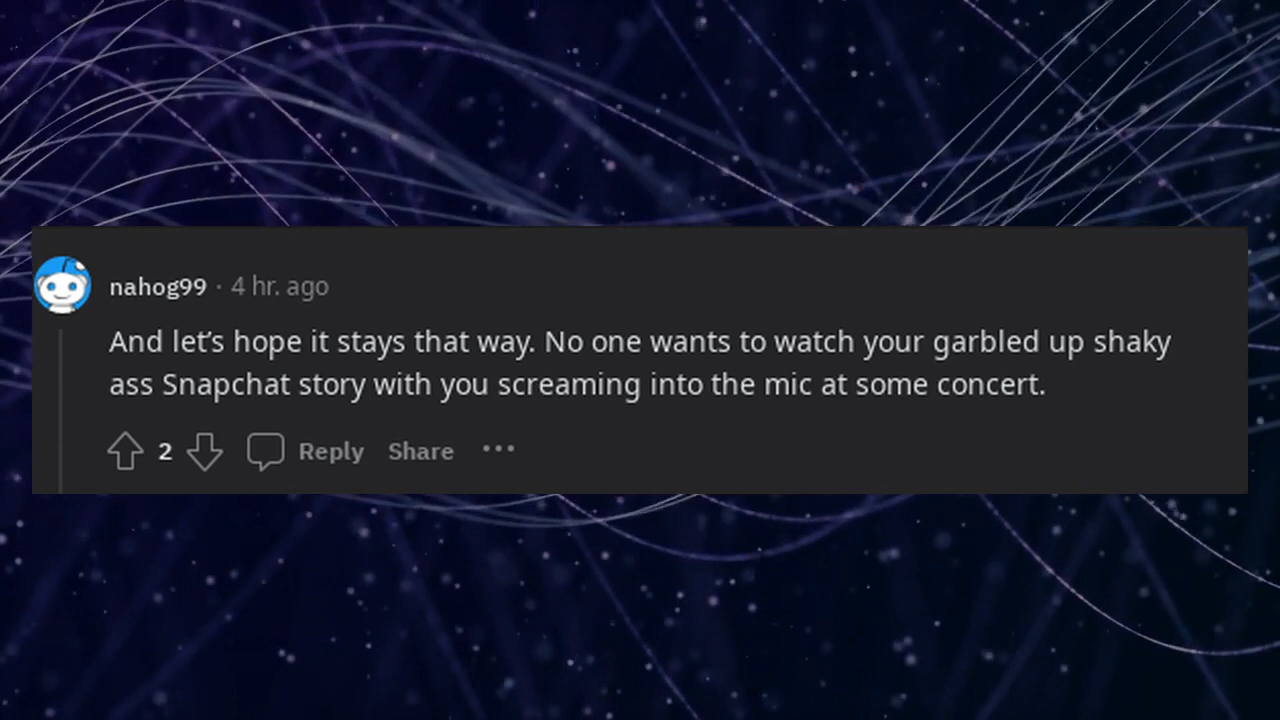 nahog99 · 4 hr. ago
And let’s hope it stays that way. No one wants to watch your garbled up shaky
ass Snapchat story with you screaming into the mic at some concert.
2 Reply Share ···